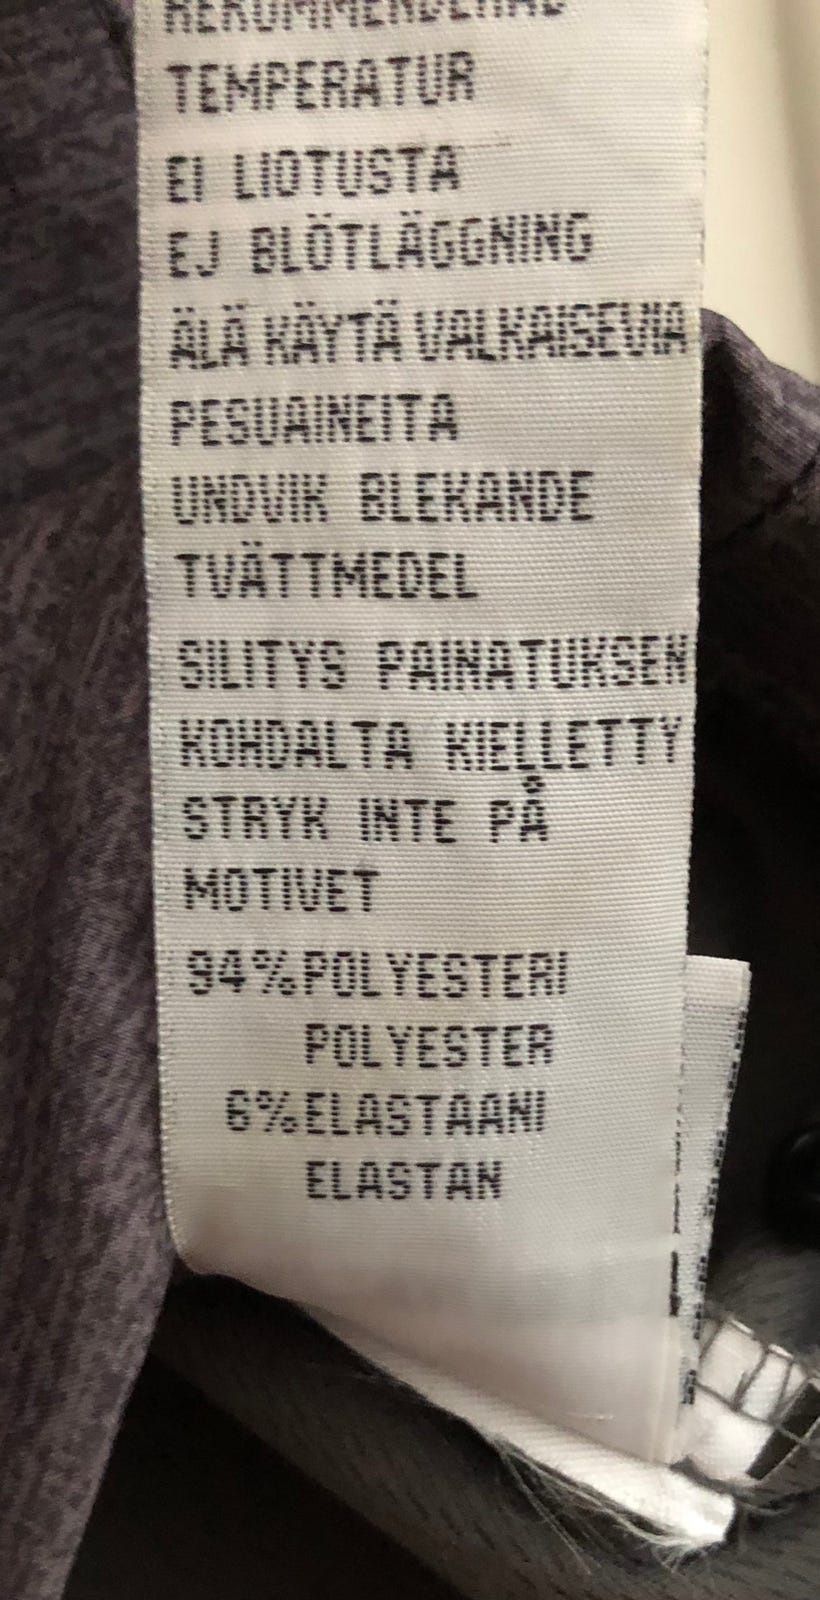 REKOMMENDERAD
TEMPERATUR
EI LIOTUSTA
EJ BLÖTLÄGGNING
ÄLÄ KÄYTÄ VALKAISEVIA
PESUAINEITA
UNDVIK BLEKANDE
TVÄTTMEDEL
SILITYS PAINATUKSEN
KOHDALTA KIELLETTY
STRYK INTE PÅ
MOTIVET
94%POLYESTERI
POLYESTER
6%ELASTAANI
ELASTAN